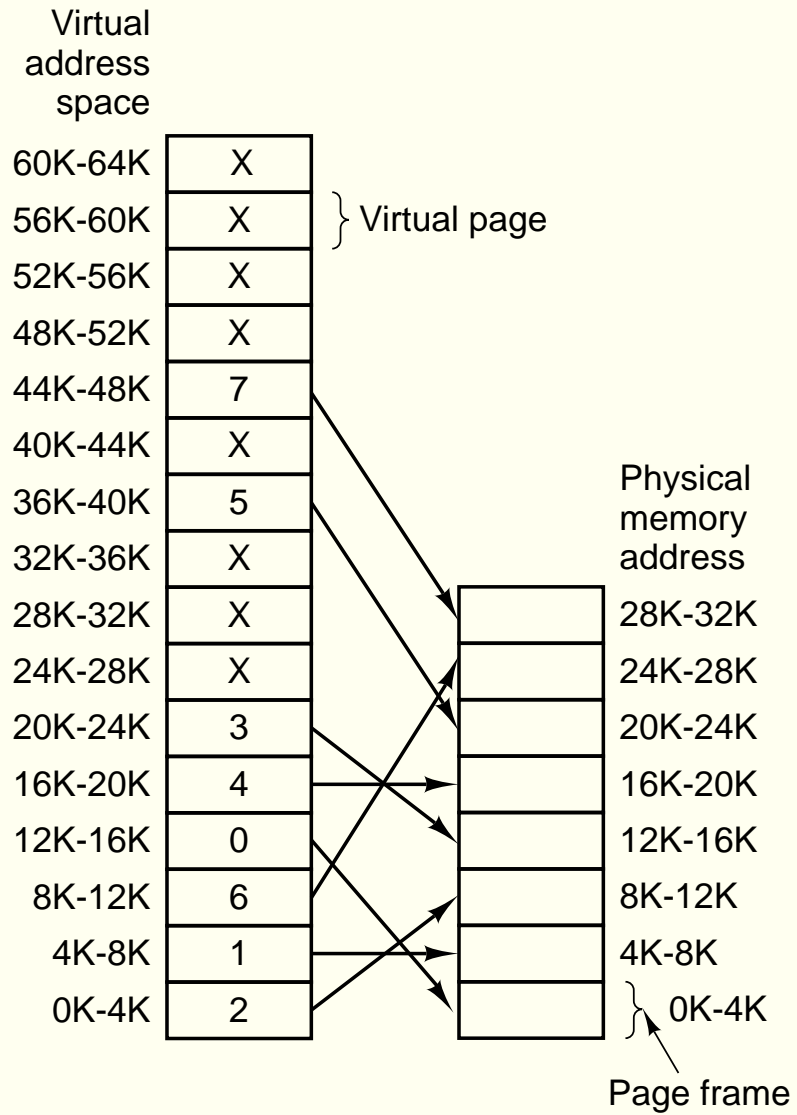 Virtual
address
space
60K-64K X
56K-60K X Virtual page
52K-56K X
48K-52K X
44K-48K 7
40K-44K X
36K-40K 5
32K-36K X
28K-32K X
24K-28K X
20K-24K 3
16K-20K 4
12K-16K 0
8K-12K 6
4K-8K 1
0K-4K 2
Physical
memory
address
28K-32K
24K-28K
20K-24K
16K-20K
12K-16K
8K-12K
4K-8K
0K-4K
Page frame